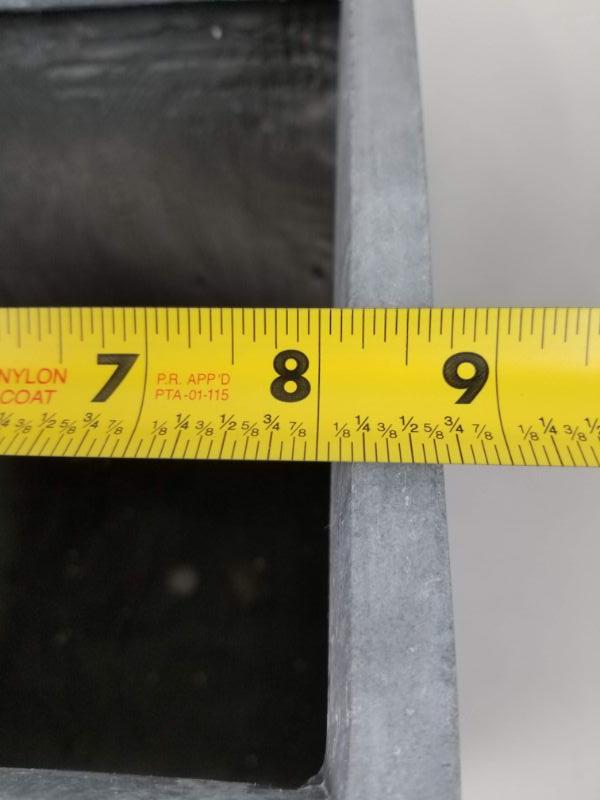 NYLON 7 P.R. APP'D 8 9
COAT PTA-01-115
1/4 3/8 1/2 5/8 3/4 7/8 1/8 1/4 3/8 1/2 5/8 3/4 7/8 1/8 1/4 3/8 1/2 5/8 3/4 7/8 1/8 1/4 3/8 1/2